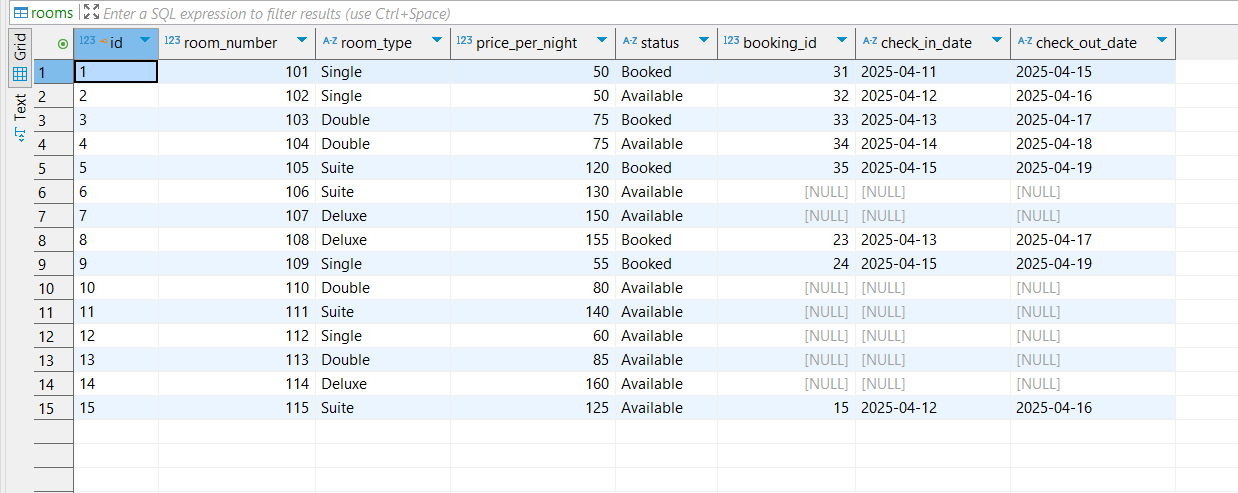 rooms Enter a SQL expression to filter results (use Ctrl+Space)
Grid
Text
123 id 123 room_number A-Z room_type 123 price_per_night A-Z status 123 booking_id A-Z check_in_date A-Z check_out_date
1 1 101 Single 50 Booked 31 2025-04-11 2025-04-15
2 2 102 Single 50 Available 32 2025-04-12 2025-04-16
3 3 103 Double 75 Booked 33 2025-04-13 2025-04-17
4 4 104 Double 75 Available 34 2025-04-14 2025-04-18
5 5 105 Suite 120 Booked 35 2025-04-15 2025-04-19
6 6 106 Suite 130 Available [NULL] [NULL] [NULL]
7 7 107 Deluxe 150 Available [NULL] [NULL] [NULL]
8 8 108 Deluxe 155 Booked 23 2025-04-13 2025-04-17
9 9 109 Single 55 Booked 24 2025-04-15 2025-04-19
10 10 110 Double 80 Available [NULL] [NULL] [NULL]
11 11 111 Suite 140 Available [NULL] [NULL] [NULL]
12 12 112 Single 60 Available [NULL] [NULL] [NULL]
13 13 113 Double 85 Available [NULL] [NULL] [NULL]
14 14 114 Deluxe 160 Available [NULL] [NULL] [NULL]
15 15 115 Suite 125 Available 15 2025-04-12 2025-04-16